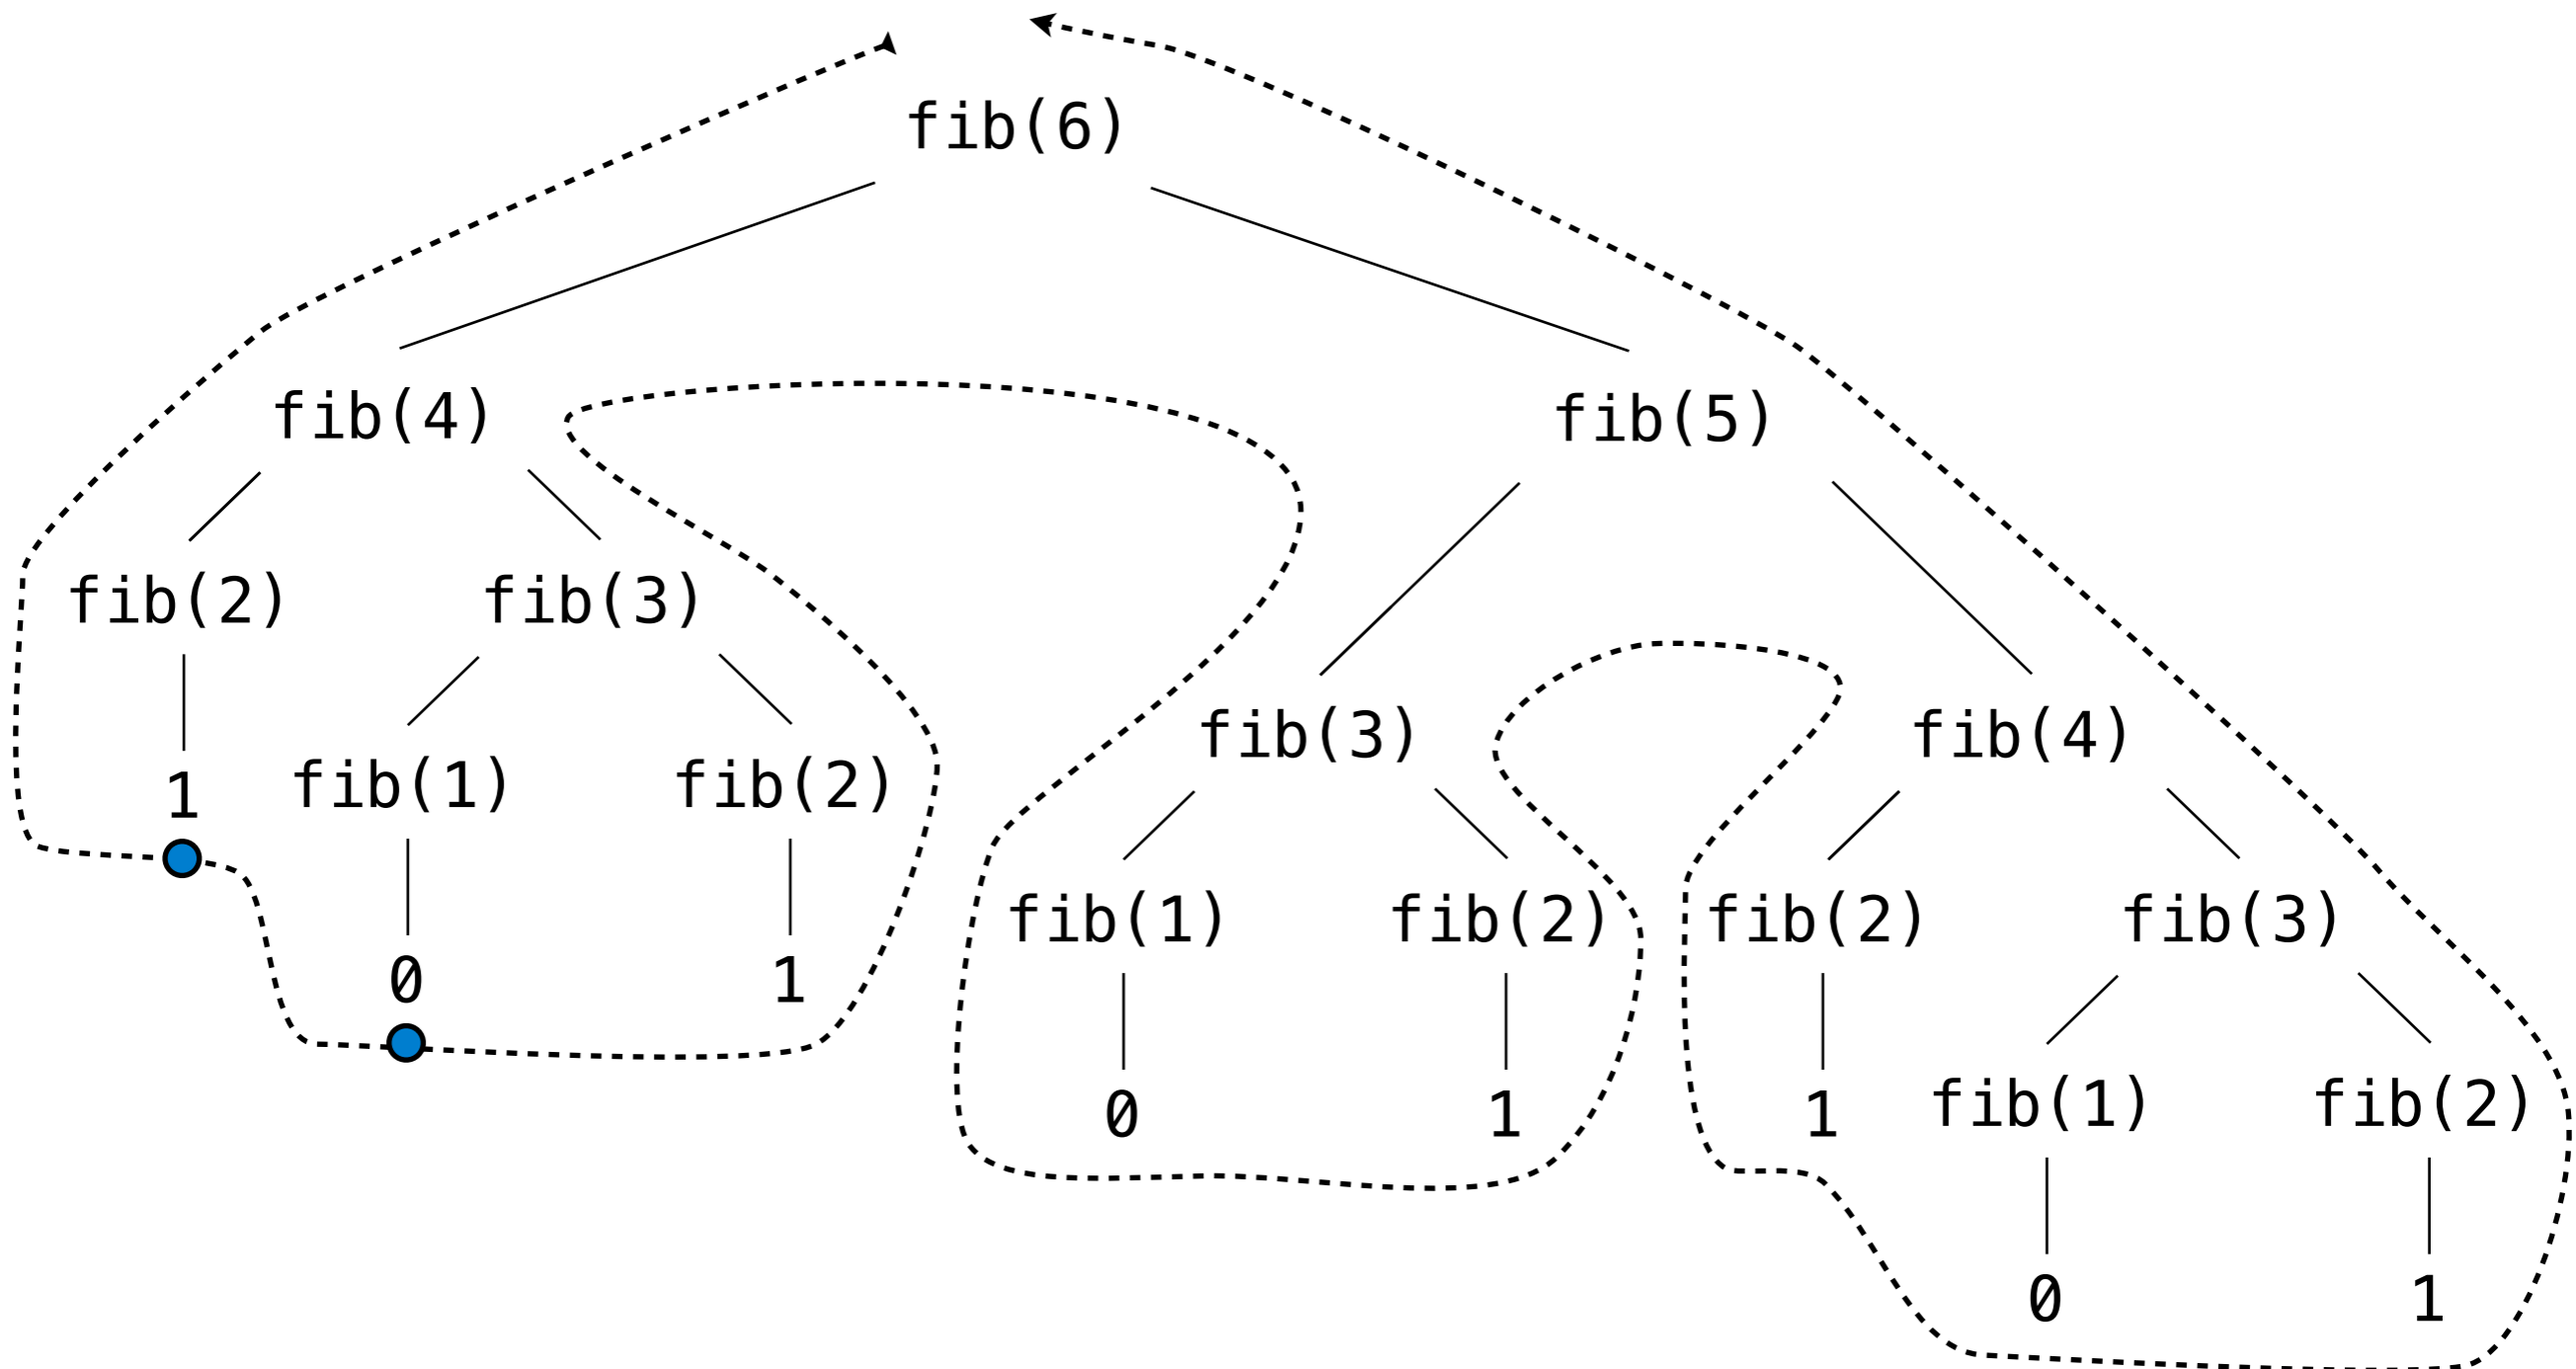 fib(6)
fib(4) fib(5)
fib(2) fib(3)
fib(3) fib(4)
1 fib(1) fib(2)
fib(1) fib(2) fib(2) fib(3)
0 1
fib(1) fib(2)
0 1 1
0 1